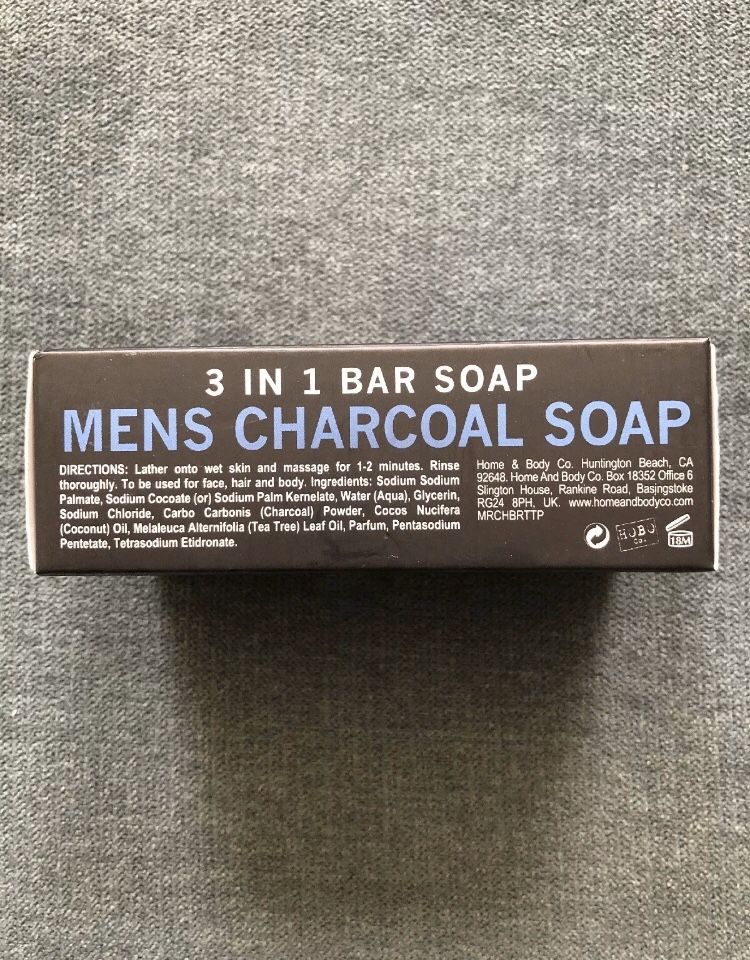 3 IN 1 BAR SOAP
MENS CHARCOAL SOAP
DIRECTIONS: Lather onto wet skin and massage for 1-2 minutes. Rinse
thoroughly. To be used for face, hair and body. Ingredients: Sodium Sodium
Palmate, Sodium Cocoate (or) Sodium Palm Kernelate, Water (Aqua), Glycerin,
Sodium Chloride, Carbo Carbonis (Charcoal) Powder, Cocos Nucifera
(Coconut) Oil, Melaleuca Alternifolia (Tea Tree) Leaf Oil, Parfum, Pentasodium
Pentetate, Tetrasodium Etidronate.
Home & Body Co. Huntington Beach, CA
92648. Home And Body Co. Box 18352 Office 6
Slington House, Rankine Road, Basingstoke
RG24 8PH, UK. www.homeandbodyco.com
MRCHBRTTP
HOBO
CO.
18M